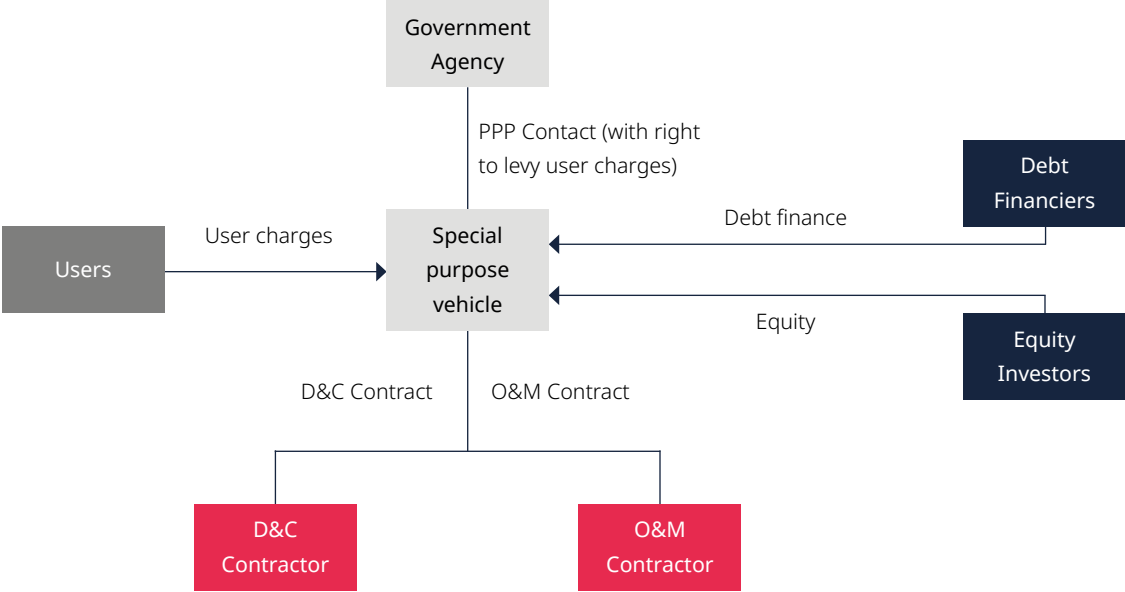 Government
Agency
PPP Contact (with right
to levy user charges)
Debt
Financiers
Debt finance
User charges
Users
Special
purpose
vehicle
Equity
Equity
Investors
D&C Contract
O&M Contract
D&C
Contractor
O&M
Contractor